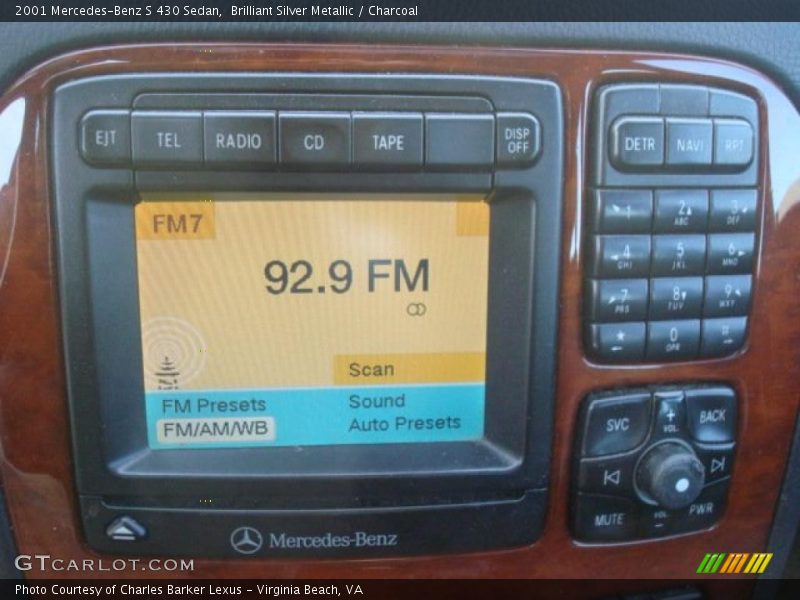 2001 Mercedes-Benz S 430 Sedan,  Brilliant Silver Metallic / Charcoal
EJT TEL RADIO CD TAPE DISP OFF
FM7
92.9 FM
Scan
FM Presets Sound
FM/AM/WB Auto Presets
Mercedes-Benz
DETR NAVI RPT
1 2 ABC 3 DEF
4 GHI 5 JKL 6 MNO
7 PRS 8 TUV 9 WXY
* 0 OPR #
SVC + VOL. BACK
MUTE VOL. - PWR
GTCARLOT.COM
Photo Courtesy of Charles Barker Lexus - Virginia Beach, VA